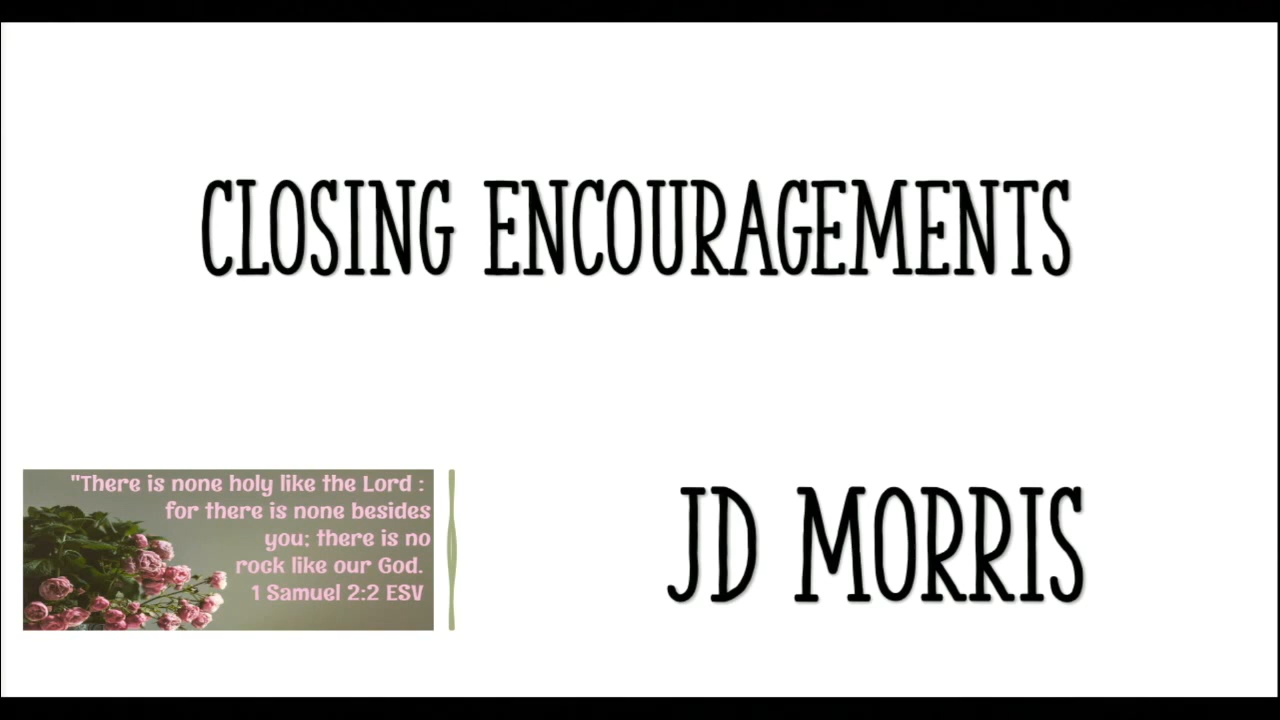 CLOSING ENCOURAGEMENTS
"There is none holy like the Lord :
for there is none besides
you; there is no
rock like our God.
1 Samuel 2:2 ESV
JD MORRIS